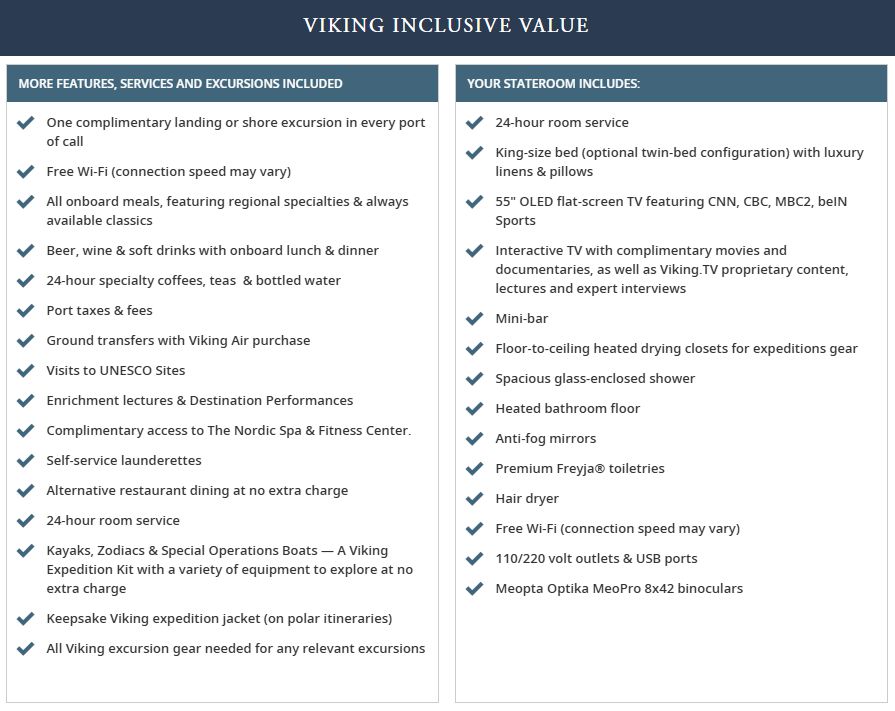 VIKING INCLUSIVE VALUE
MORE FEATURES, SERVICES AND EXCURSIONS INCLUDED
One complimentary landing or shore excursion in every port
of call
Free Wi-Fi (connection speed may vary)
All onboard meals, featuring regional specialties & always
available classics
Beer, wine & soft drinks with onboard lunch & dinner
24-hour specialty coffees, teas  & bottled water
Port taxes & fees
Ground transfers with Viking Air purchase
Visits to UNESCO Sites
Enrichment lectures & Destination Performances
Complimentary access to The Nordic Spa & Fitness Center.
Self-service launderettes
Alternative restaurant dining at no extra charge
24-hour room service
Kayaks, Zodiacs & Special Operations Boats — A Viking
Expedition Kit with a variety of equipment to explore at no
extra charge
Keepsake Viking expedition jacket (on polar itineraries)
All Viking excursion gear needed for any relevant excursions
YOUR STATEROOM INCLUDES:
24-hour room service
King-size bed (optional twin-bed configuration) with luxury
linens & pillows
55" OLED flat-screen TV featuring CNN, CBC, MBC2, beIN
Sports
Interactive TV with complimentary movies and
documentaries, as well as Viking.TV proprietary content,
lectures and expert interviews
Mini-bar
Floor-to-ceiling heated drying closets for expeditions gear
Spacious glass-enclosed shower
Heated bathroom floor
Anti-fog mirrors
Premium Freyja® toiletries
Hair dryer
Free Wi-Fi (connection speed may vary)
110/220 volt outlets & USB ports
Meopta Optika MeoPro 8x42 binoculars